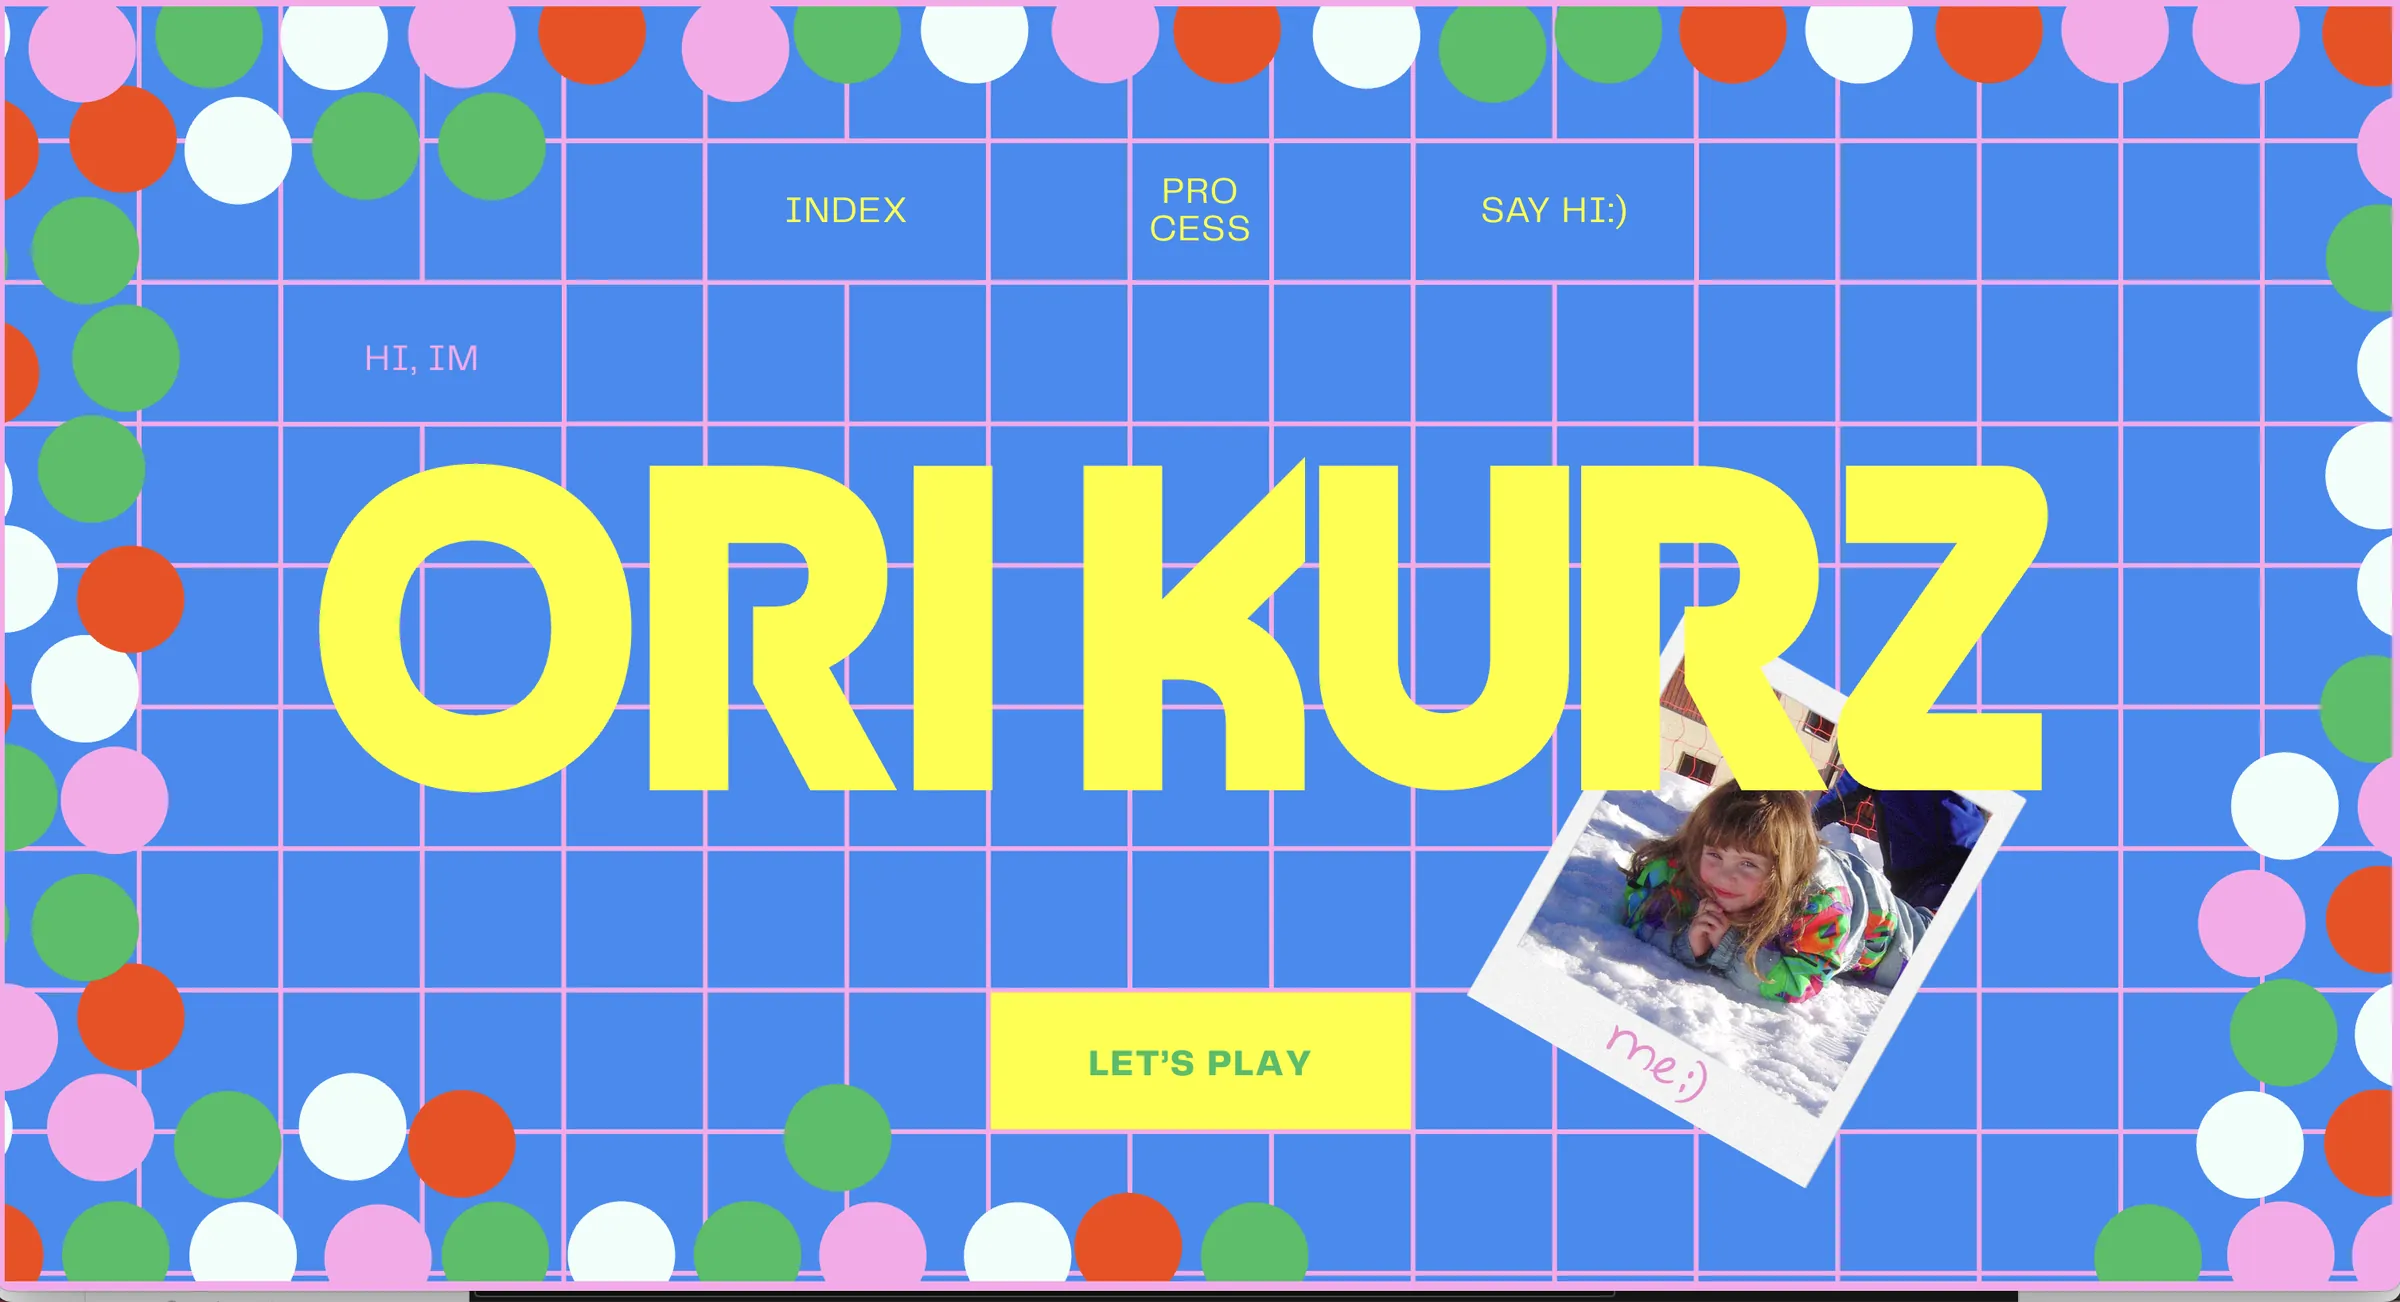 INDEX
PRO
CESS
SAY HI:)
HI, IM
ORI KURZ
LET'S PLAY
me;)